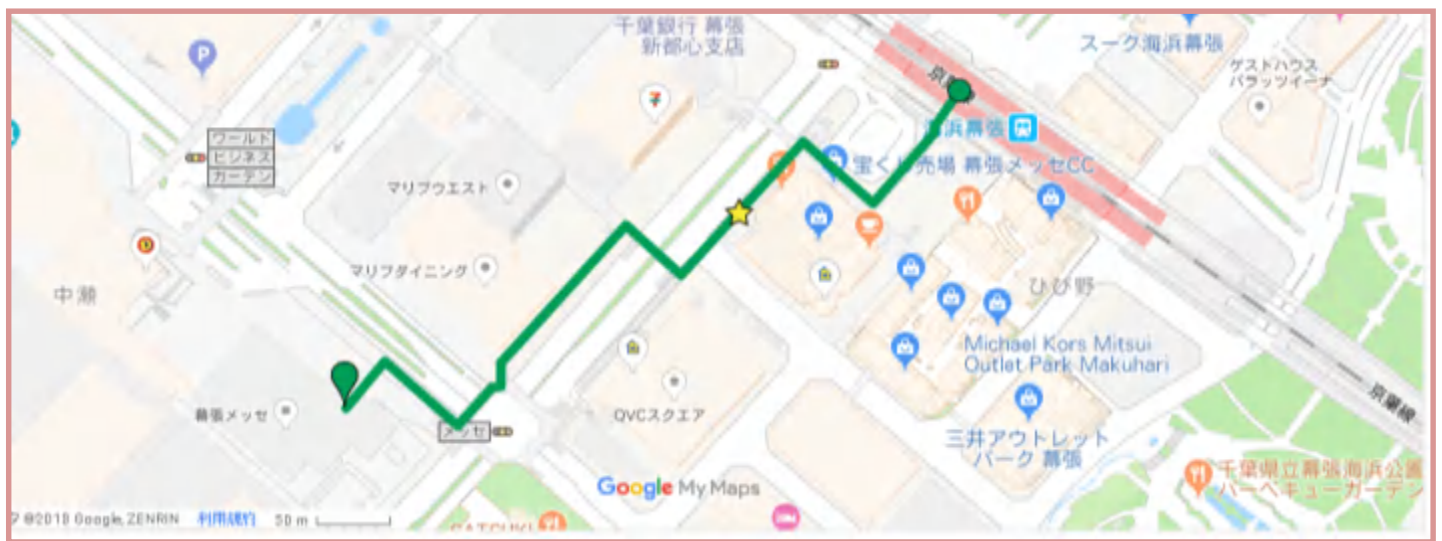 千葉銀行 幕張
新都心支店
スーク海浜幕張
ゲストハウス
パラッツイーナ
海浜幕張
ワールド
ビジネス
ガーデン
宝くじ売場 幕張メッセCC
マリブウエスト
マリブダイニング
中瀬
ひび野
Michael Kors Mitsui
Outlet Park Makuhari
幕張メッセ
メッセ
QVCスクエア
京葉線
三井アウトレット
パーク 幕張
千葉県立幕張海浜公園
バーベキューガーデン
Google My Maps
©2018 Google, ZENRIN 利用規約 50 m